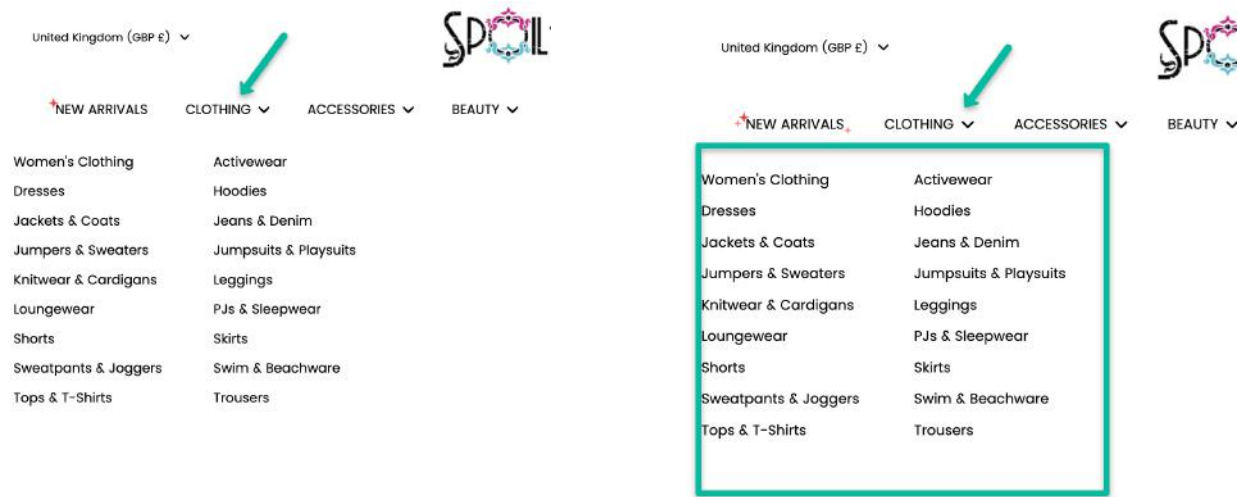 United Kingdom (GBP £)
SPOIL
NEW ARRIVALS CLOTHING ACCESSORIES BEAUTY
Women's Clothing Activewear
Dresses Hoodies
Jackets & Coats Jeans & Denim
Jumpers & Sweaters Jumpsuits & Playsuits
Knitwear & Cardigans Leggings
Loungewear PJs & Sleepwear
Shorts Skirts
Sweatpants & Joggers Swim & Beachware
Tops & T-Shirts Trousers
United Kingdom (GBP £)
SPO
NEW ARRIVALS CLOTHING ACCESSORIES BEAUTY
Women's Clothing Activewear
Dresses Hoodies
Jackets & Coats Jeans & Denim
Jumpers & Sweaters Jumpsuits & Playsuits
Knitwear & Cardigans Leggings
Loungewear PJs & Sleepwear
Shorts Skirts
Sweatpants & Joggers Swim & Beachware
Tops & T-Shirts Trousers